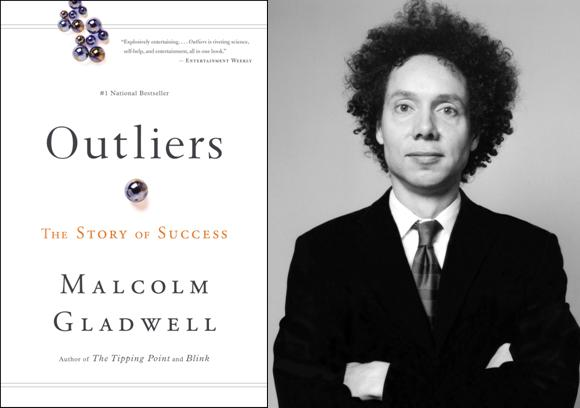 "Explosively entertaining. . . . Outliers is riveting science,
self-help, and entertainment, all in one book."
— Entertainment Weekly
#1 National Bestseller
Outliers
The Story of Success
Malcolm
Gladwell
Author of The Tipping Point and Blink